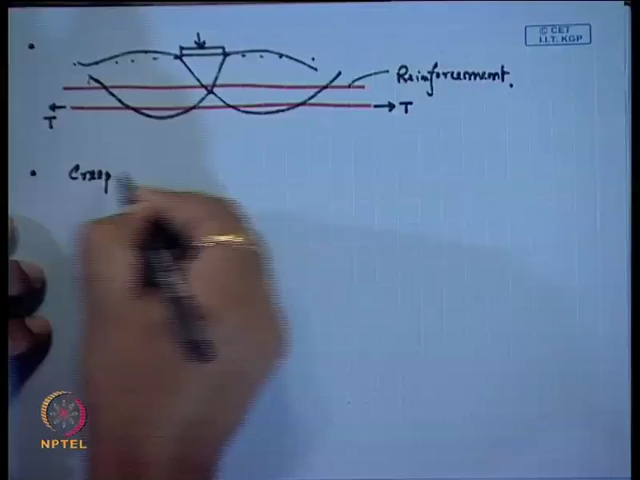 © CET
I.I.T. KGP
Reinforcement.
T
T
Creep
NPTEL